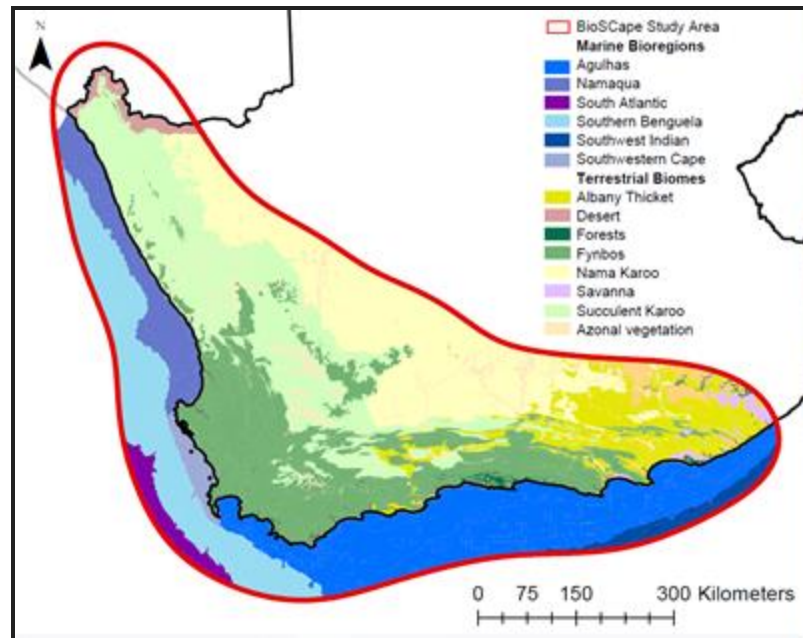 N
BioSCape Study Area
Marine Bioregions
Agulhas
Namaqua
South Atlantic
Southern Benguela
Southwest Indian
Southwestern Cape
Terrestrial Biomes
Albany Thicket
Desert
Forests
Fynbos
Nama Karoo
Savanna
Succulent Karoo
Azonal vegetation
0 75 150 300 Kilometers